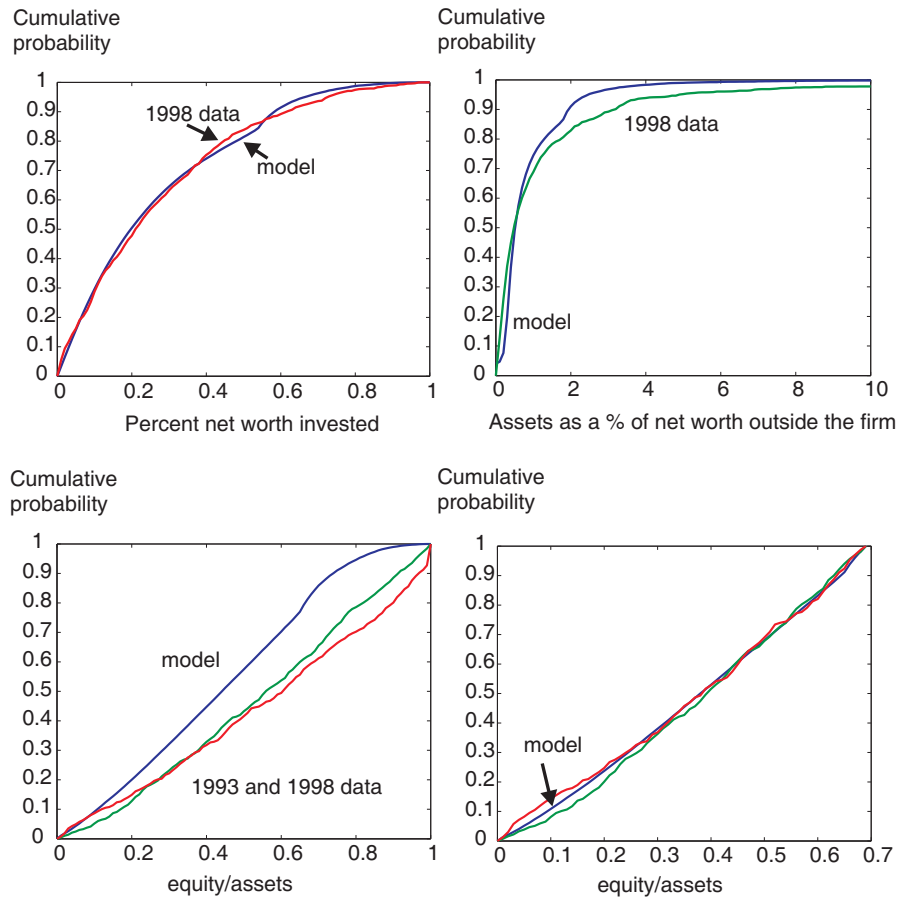 Cumulative
probability
1
0.9
0.8
0.7
0.6
0.5
0.4
0.3
0.2
0.1
0
1998 data
model
0 0.2 0.4 0.6 0.8 1
Percent net worth invested
Cumulative
probability
1
0.9
0.8
0.7
0.6
0.5
0.4
0.3
0.2
0.1
0
1998 data
model
0 2 4 6 8 10
Assets as a % of net worth outside the firm
Cumulative
probability
1
0.9
0.8
0.7
0.6
0.5
0.4
0.3
0.2
0.1
0
model
1993 and 1998 data
0 0.2 0.4 0.6 0.8 1
equity/assets
Cumulative
probability
1
0.9
0.8
0.7
0.6
0.5
0.4
0.3
0.2
0.1
0
model
0 0.1 0.2 0.3 0.4 0.5 0.6 0.7
equity/assets